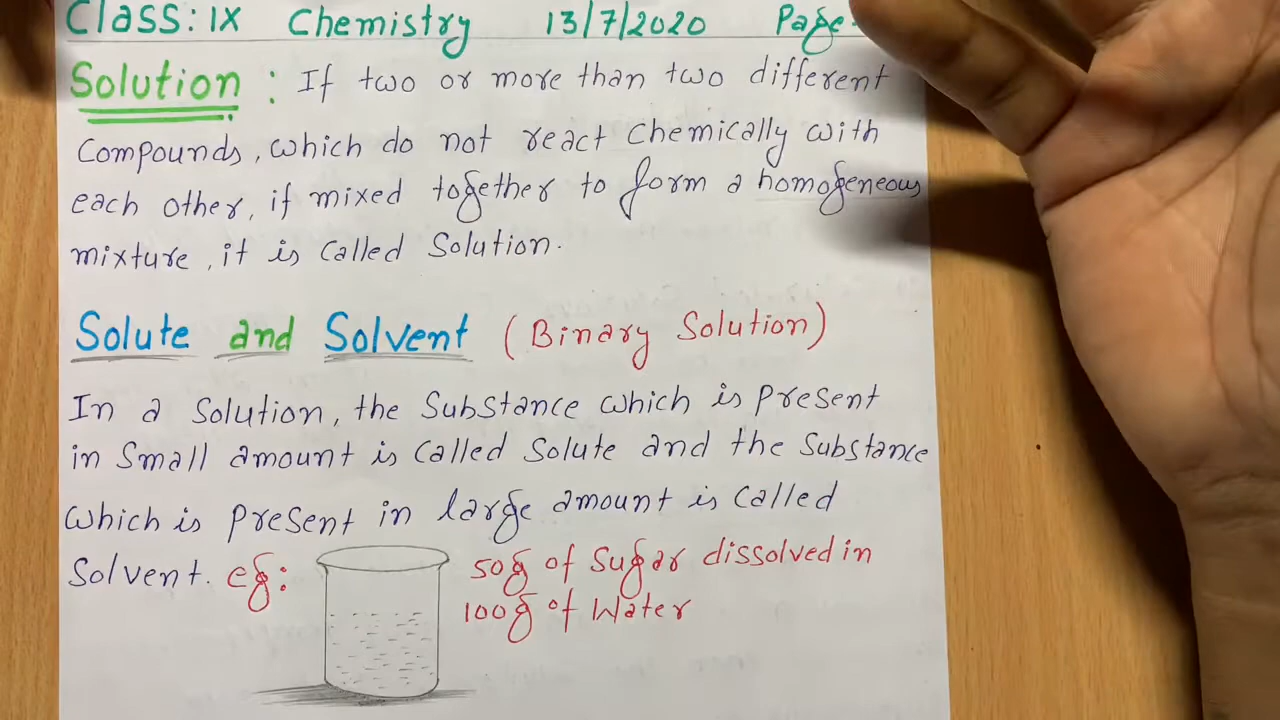 Class: IX Chemistry 13/7/2020 Page
Solution : If two or more than two different
Compounds, which do not react chemically with
each other, if mixed together to form a homogeneous
mixture, it is called Solution.
Solute and Solvent (Binary Solution)
In a solution, the substance which is present
in small amount is called solute and the substance
which is present in large amount is called
Solvent. eg:
50g of Sugar dissolved in
100g of Water